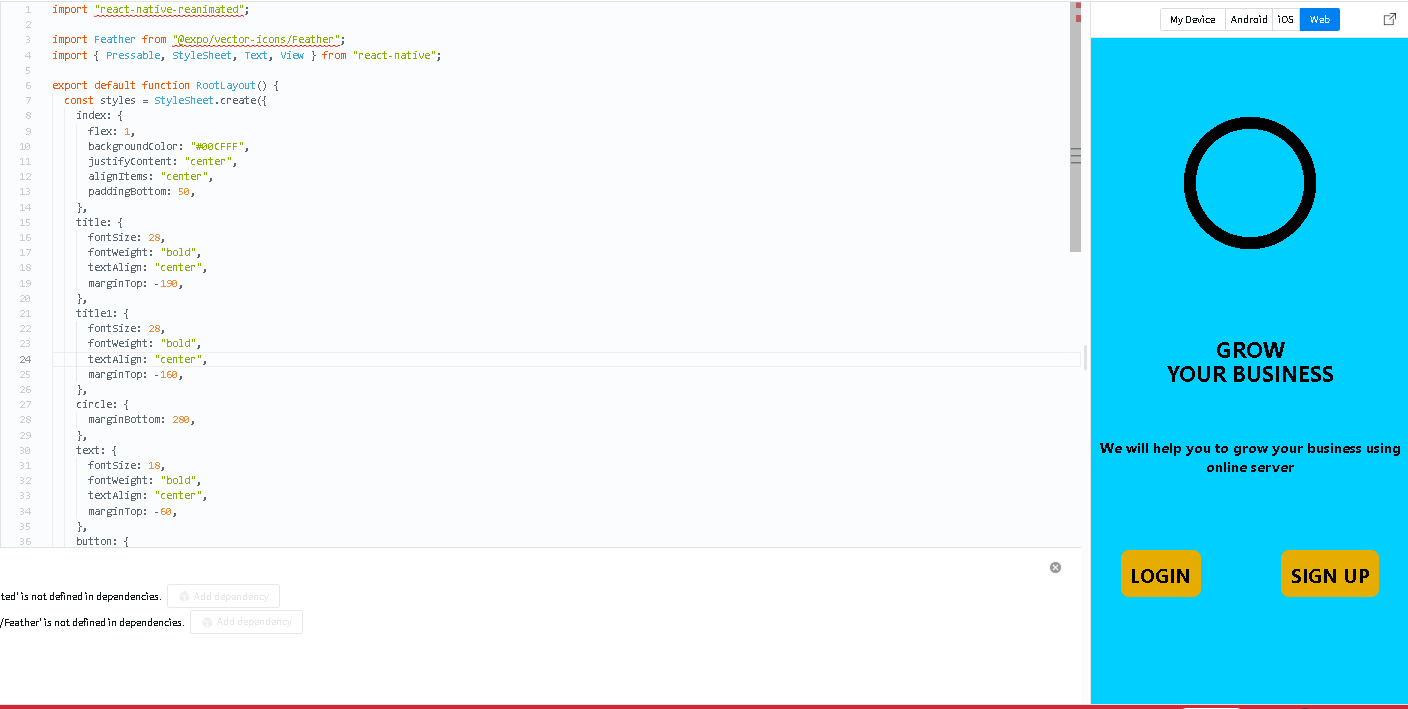 1 import "react-native-reanimated";
2
3 import Feather from "@expo/vector-icons/Feather";
4 import { Pressable, StyleSheet, Text, View } from "react-native";
5
6 export default function RootLayout() {
7 const styles = StyleSheet.create({
8 index: {
9 flex: 1,
10 backgroundColor: "#00CFFF",
11 justifyContent: "center",
12 alignItems: "center",
13 paddingBottom: 50,
14 },
15 title: {
16 fontSize: 28,
17 fontWeight: "bold",
18 textAlign: "center",
19 marginTop: -190,
20 },
21 title1: {
22 fontSize: 28,
23 fontWeight: "bold",
24 textAlign: "center",
25 marginTop: -160,
26 },
27 circle: {
28 marginBottom: 280,
29 },
30 text: {
31 fontSize: 18,
32 fontWeight: "bold",
33 textAlign: "center",
34 marginTop: -60,
35 },
36 button: {
ted' is not defined in dependencies. Add dependency
/Feather' is not defined in dependencies. Add dependency
My Device Android iOS Web
GROW
YOUR BUSINESS
We will help you to grow your business using
online server
LOGIN SIGN UP